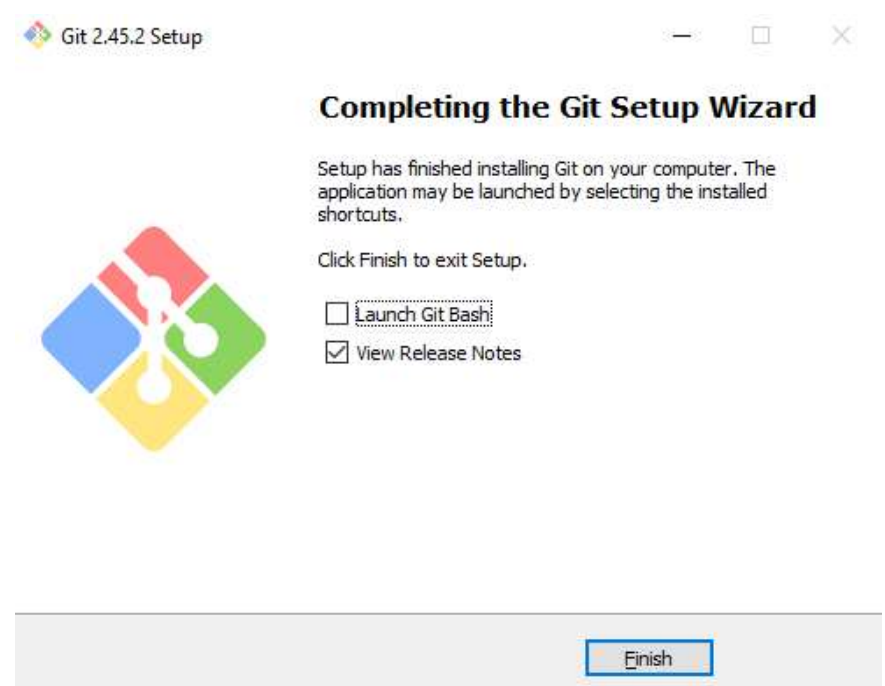 Git 2.45.2 Setup
Completing the Git Setup Wizard
Setup has finished installing Git on your computer. The
application may be launched by selecting the installed
shortcuts.
Click Finish to exit Setup.
Launch Git Bash
View Release Notes
Finish